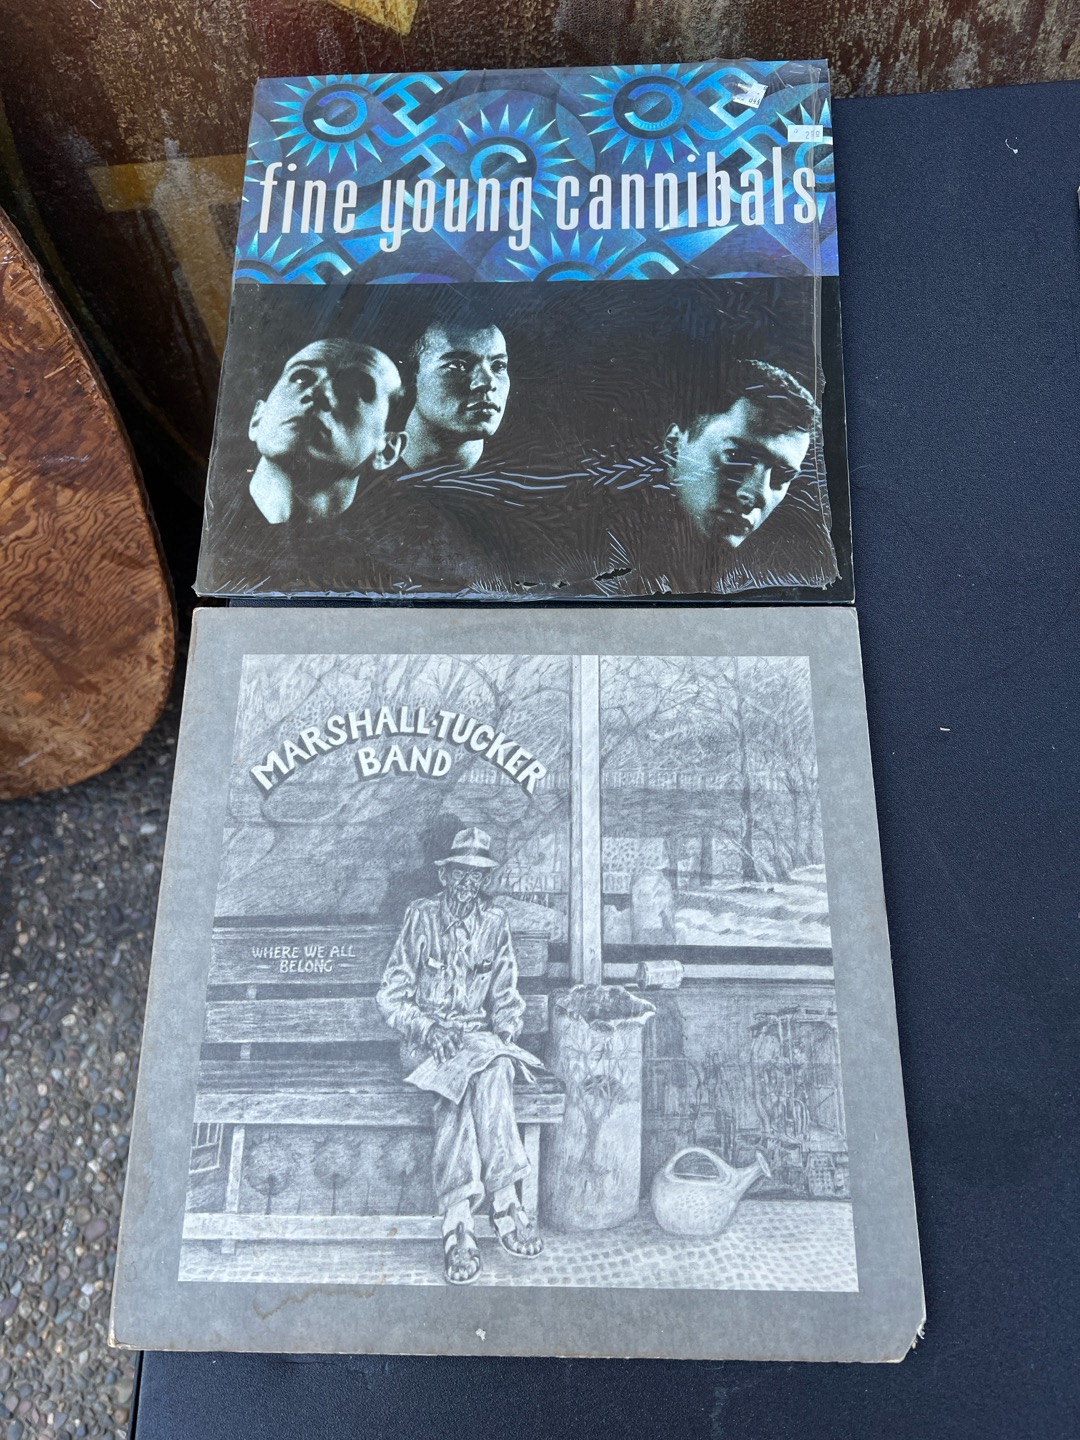 fine young cannibals
MARSHALL-TUCKER
BAND
WHERE WE ALL
BELONG